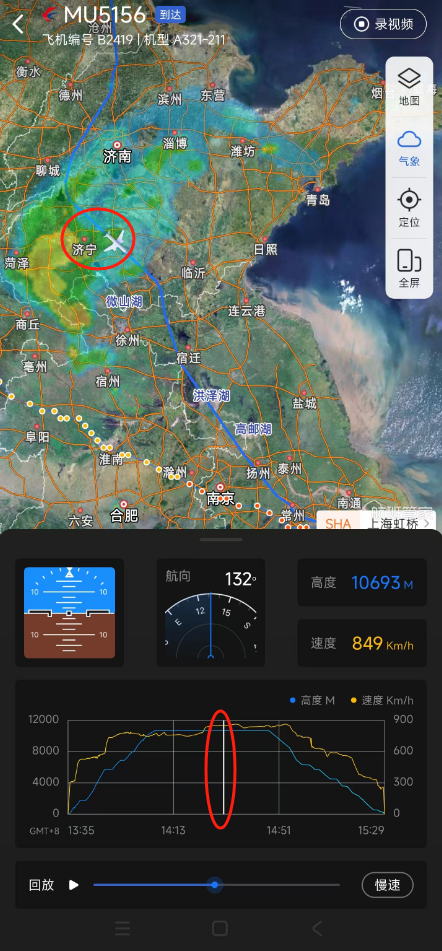 MU5156 到达
飞机编号 B2419 | 机型 A321-211
录视频
沧州
衡水
德州
滨州
东营
烟
地图
济南
淄博
潍坊
气象
聊城
青岛
定位
济宁
日照
菏泽
临沂
全屏
微山湖
连云港
商丘
徐州
宿迁
亳州
宿州
洪泽湖
盐城
高邮湖
阜阳
淮南
滁州
扬州
泰州
南京
南通
六安
合肥
常州
SHA 上海虹桥
航向 132°
12 15
E S
10 10
10 10
高度 10693 M
速度 849 Km/h
高度 M 速度 Km/h
12000 900
8000 600
4000 300
0 0
GMT+8 13:35 14:13 14:51 15:29
回放 慢速